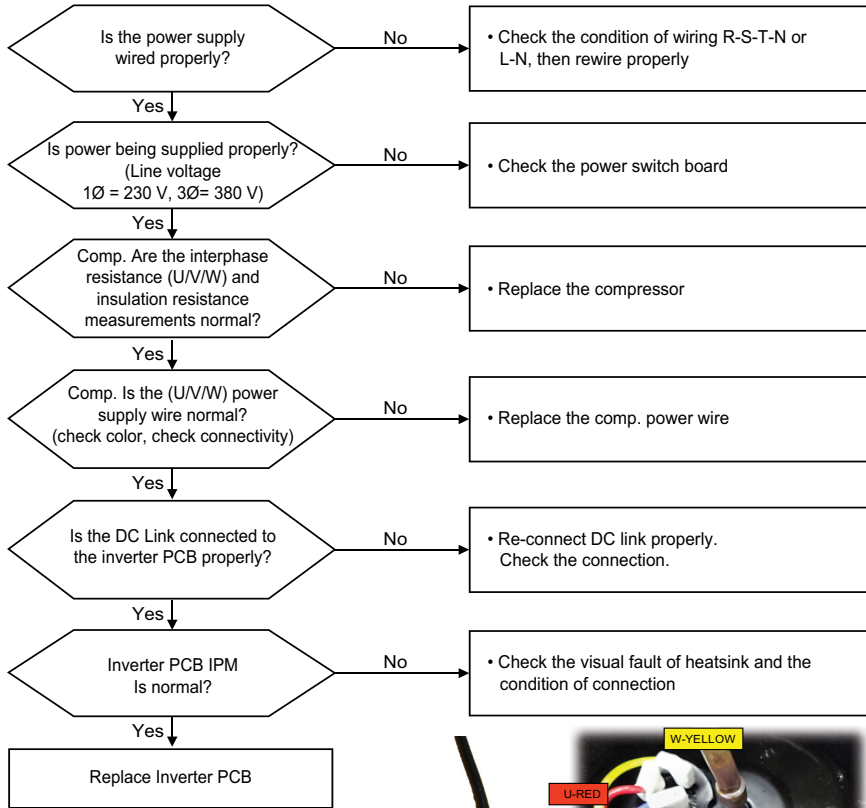 Is the power supply
wired properly?
No
• Check the condition of wiring R-S-T-N or
L-N, then rewire properly
Yes
Is power being supplied properly?
(Line voltage
1Ø = 230 V, 3Ø= 380 V)
No
• Check the power switch board
Yes
Comp. Are the interphase
resistance (U/V/W) and
insulation resistance
measurements normal?
No
• Replace the compressor
Yes
Comp. Is the (U/V/W) power
supply wire normal?
(check color, check connectivity)
No
• Replace the comp. power wire
Yes
Is the DC Link connected to
the inverter PCB properly?
No
• Re-connect DC link properly.
Check the connection.
Yes
Inverter PCB IPM
Is normal?
No
• Check the visual fault of heatsink and the
condition of connection
Yes
Replace Inverter PCB
W-YELLOW
U-RED